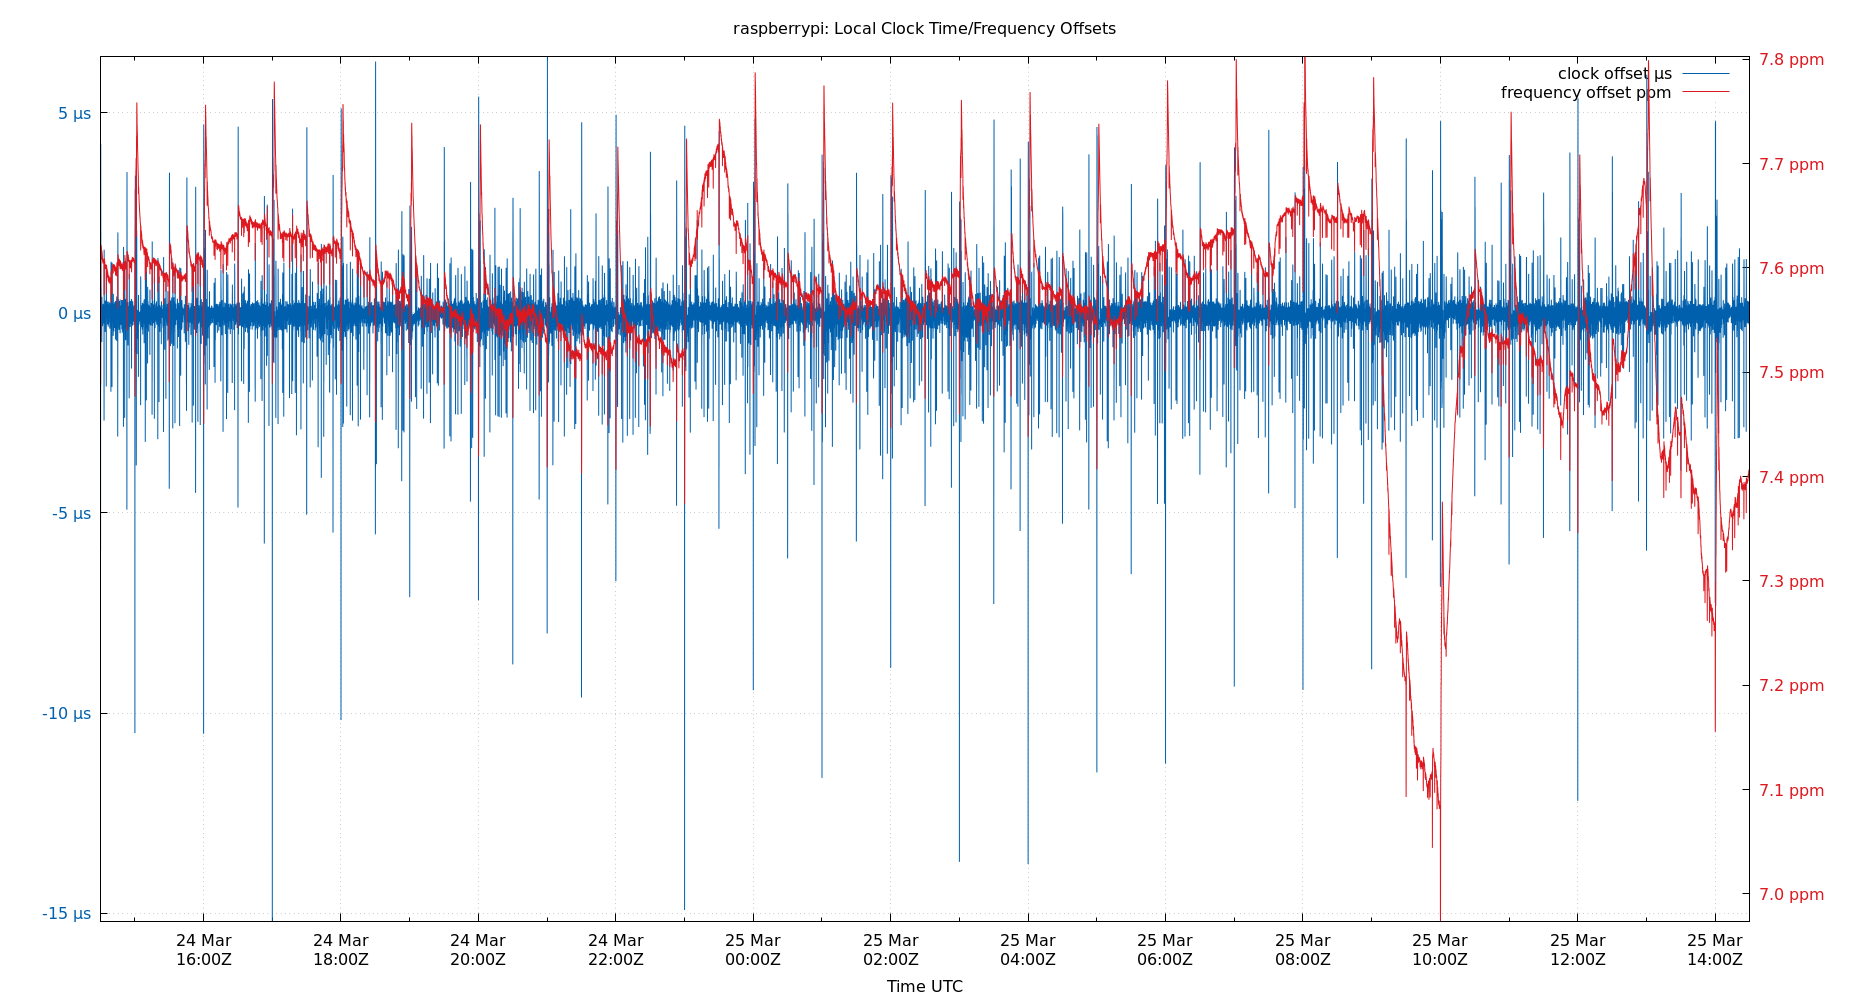 raspberrypi: Local Clock Time/Frequency Offsets
clock offset µs
frequency offset ppm
5 µs
0 µs
-5 µs
-10 µs
-15 µs
7.8 ppm
7.7 ppm
7.6 ppm
7.5 ppm
7.4 ppm
7.3 ppm
7.2 ppm
7.1 ppm
7.0 ppm
24 Mar
16:00Z
24 Mar
18:00Z
24 Mar
20:00Z
24 Mar
22:00Z
25 Mar
00:00Z
25 Mar
02:00Z
25 Mar
04:00Z
25 Mar
06:00Z
25 Mar
08:00Z
25 Mar
10:00Z
25 Mar
12:00Z
25 Mar
14:00Z
Time UTC